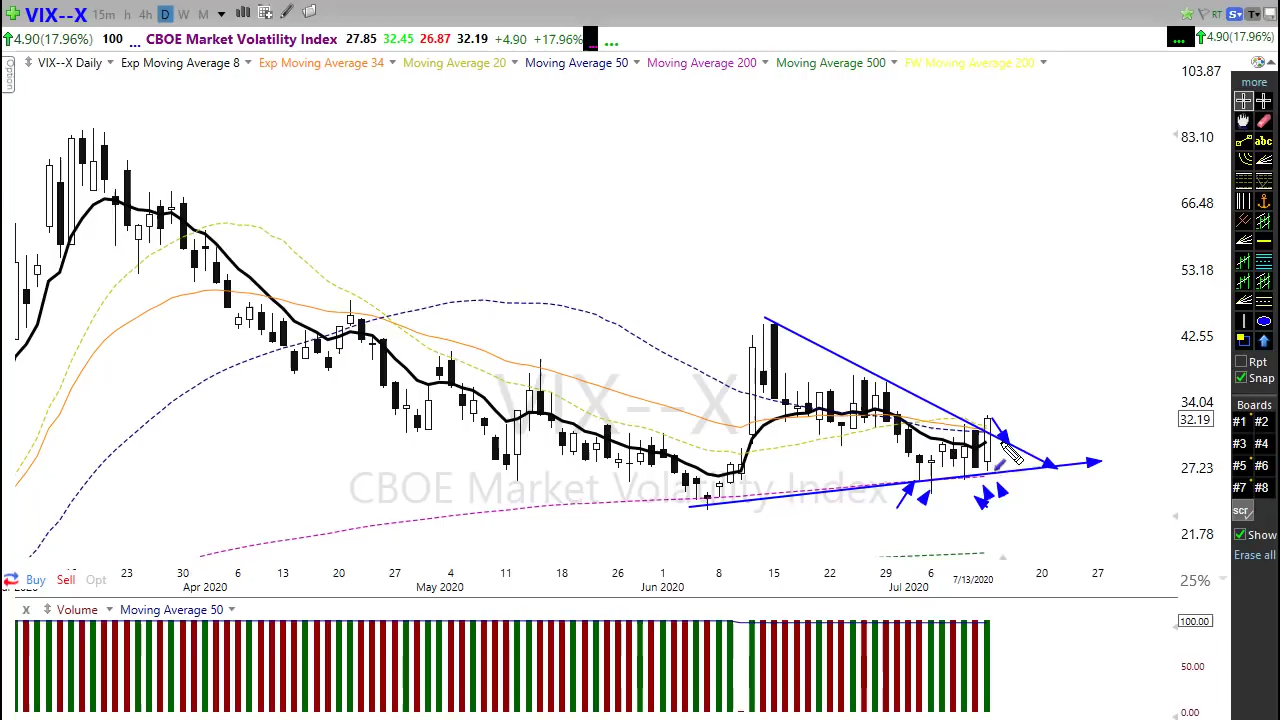 VIX--X 15m h 4h D W M RT S T
4.90(17.96%) 100 ... CBOE Market Volatility Index 27.85 32.45 26.87 32.19 +4.90 +17.96% ... ... ... 4.90(17.96%)
Option VIX--X Daily Exp Moving Average 8 Exp Moving Average 34 Moving Average 20 Moving Average 50 Moving Average 200 Moving Average 500 FW Moving Average 200
103.87
more
abc
83.10
66.48
53.18
42.55
34.04
32.19
27.23
21.78
VIX--X
CBOE Market Volatility Index
Rpt
Snap
Boards
#1 #2
#3 #4
#5 #6
#7 #8
scr
Show
Erase all
23 30 6 13 20 27 4 11 18 26 1 8 15 22 29 6 7/13/2020 20 27
Buy Sell Opt Apr 2020 May 2020 Jun 2020 Jul 2020 25%
x Volume Moving Average 50
100.00
50.00
0.00